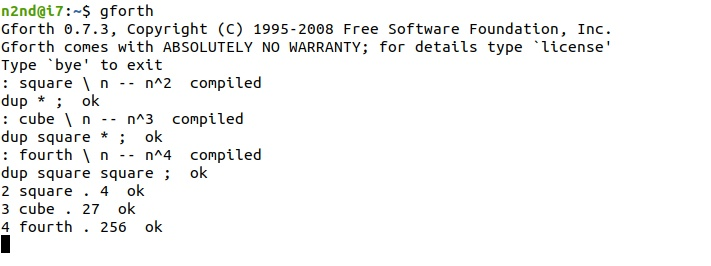 n2nd@i7:~$ gforth
Gforth 0.7.3, Copyright (C) 1995-2008 Free Software Foundation, Inc.
Gforth comes with ABSOLUTELY NO WARRANTY; for details type `license'
Type `bye' to exit
: square \ n -- n^2  compiled
dup * ;  ok
: cube \ n -- n^3  compiled
dup square * ;  ok
: fourth \ n -- n^4  compiled
dup square square ;  ok
2 square . 4  ok
3 cube . 27  ok
4 fourth . 256  ok